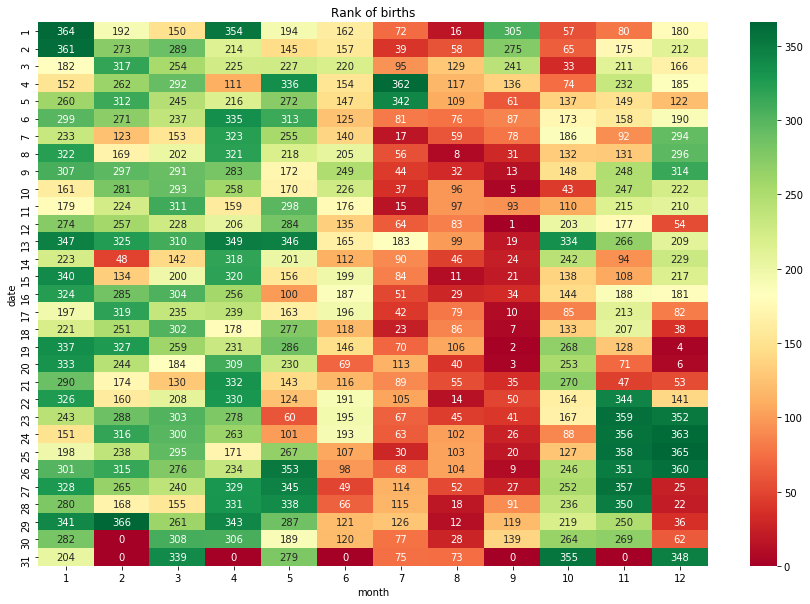 Rank of births
1 364 192 150 354 194 162 72 16 305 57 80 180
2 361 273 289 214 145 157 39 58 275 65 175 212
3 182 317 254 225 227 220 95 129 241 33 211 166
4 152 262 292 111 336 154 362 117 136 74 232 185
5 260 312 245 216 272 147 342 109 61 137 149 122
6 299 271 237 335 313 125 81 76 87 173 158 190
7 233 123 153 323 255 140 17 59 78 186 92 294
8 322 169 202 321 218 205 56 8 31 132 131 296
9 307 297 291 283 172 249 44 32 13 148 248 314
10 161 281 293 258 170 226 37 96 5 43 247 222
11 179 224 311 159 298 176 15 97 93 110 215 210
12 274 257 228 206 284 135 64 83 1 203 177 54
13 347 325 310 349 346 165 183 99 19 334 266 209
14 223 48 142 318 201 112 90 46 24 242 94 229
15 340 134 200 320 156 199 84 11 21 138 108 217
16 324 285 304 256 100 187 51 29 34 144 188 181
17 197 319 235 239 163 196 42 79 10 85 213 82
18 221 251 302 178 277 118 23 86 7 133 207 38
19 337 327 259 231 286 146 70 106 2 268 128 4
20 333 244 184 309 230 69 113 40 3 253 71 6
21 290 174 130 332 143 116 89 55 35 270 47 53
22 326 160 208 330 124 191 105 14 50 164 344 141
23 243 288 303 278 60 195 67 45 41 167 359 352
24 151 316 300 263 101 193 63 102 26 88 356 363
25 198 238 295 171 267 107 30 103 20 127 358 365
26 301 315 276 234 353 98 68 104 9 246 351 360
27 328 265 240 329 345 49 114 52 27 252 357 25
28 280 168 155 331 338 66 115 18 91 236 350 22
29 341 366 261 343 287 121 126 12 119 219 250 36
30 282 0 308 306 189 120 77 28 139 264 269 62
31 204 0 339 0 279 0 75 73 0 355 0 348
1 2 3 4 5 6 7 8 9 10 11 12
month
date
350
300
250
200
150
100
50
0